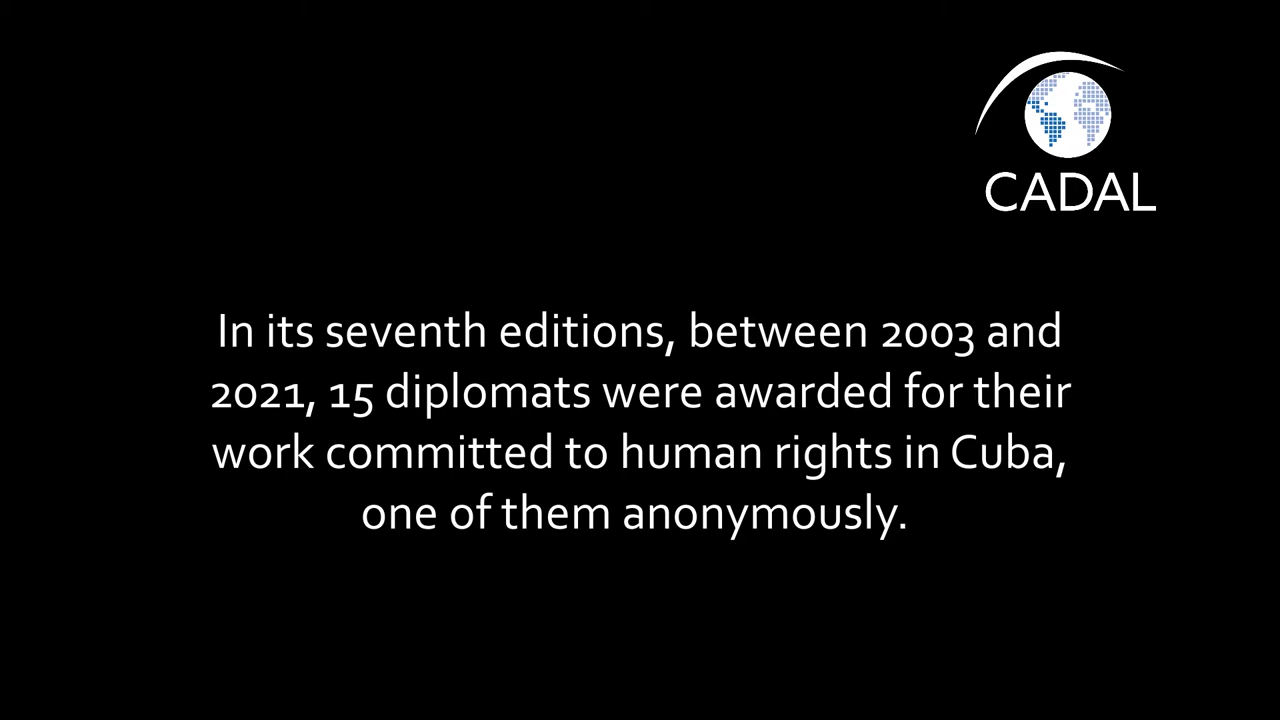 CADAL
In its seventh editions, between 2003 and
2021, 15 diplomats were awarded for their
work committed to human rights in Cuba,
one of them anonymously.